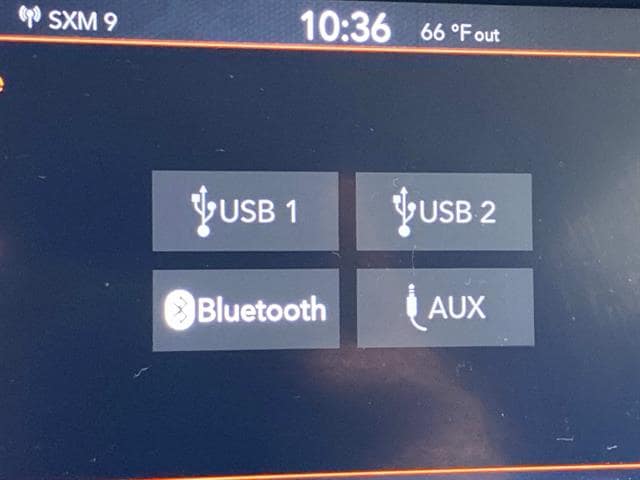 SXM 9 10:36 66 °F out
USB 1 USB 2
Bluetooth AUX